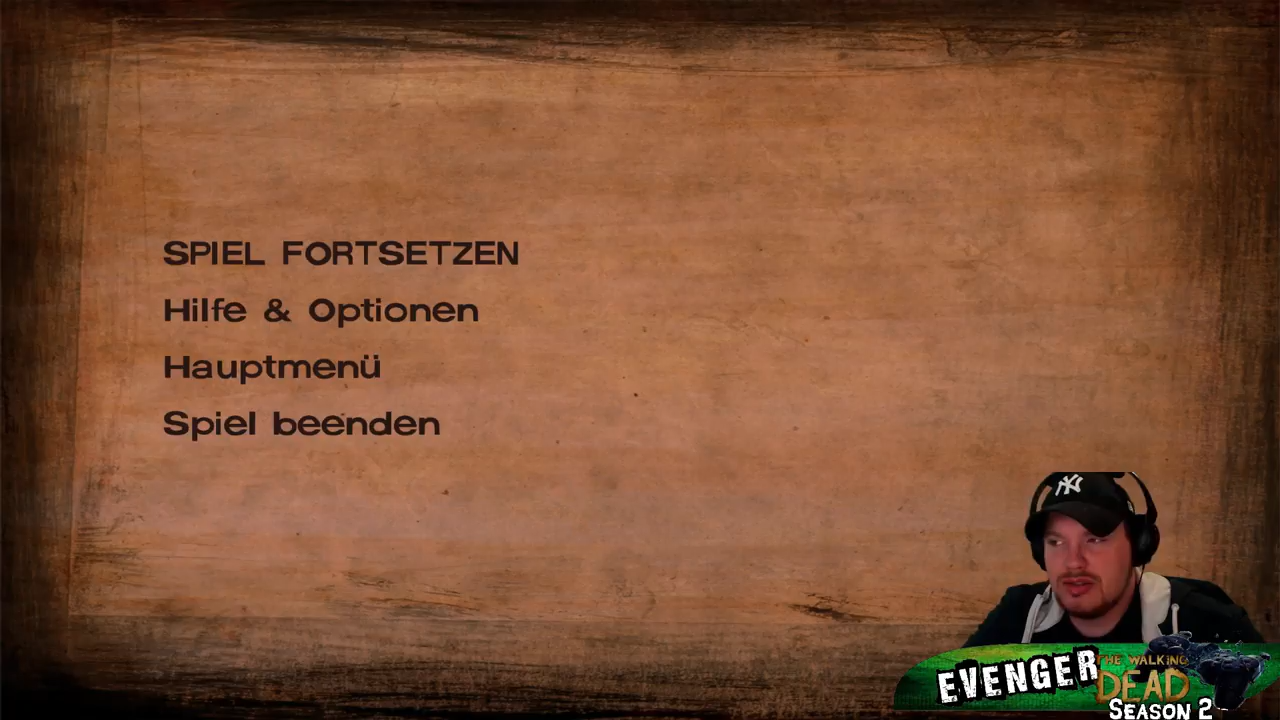 SPIEL FORTSETZEN
Hilfe & Optionen
Hauptmenü
Spiel beenden
NY
EVENGER
THE WALKING
DEAD
SEASON 2